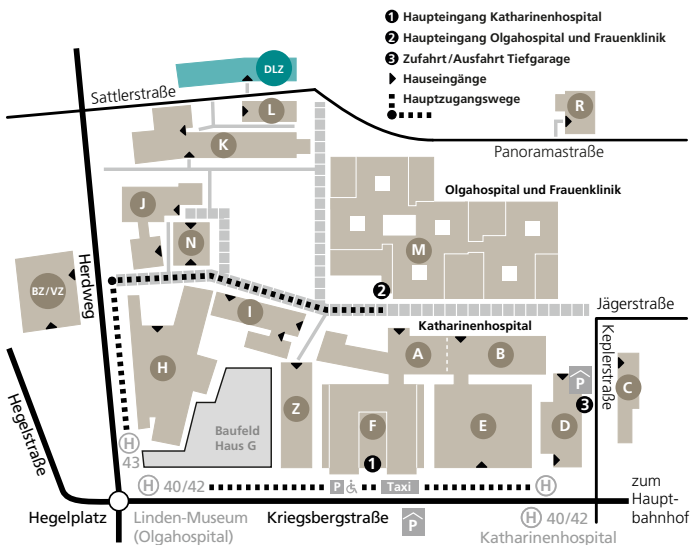 1 Haupteingang Katharinenhospital
2 Haupteingang Olgahospital und Frauenklinik
3 Zufahrt/Ausfahrt Tiefgarage
Hauseingänge
Hauptzugangswege
DLZ
Sattlerstraße
L
R
K
Panoramastraße
Olgahospital und Frauenklinik
J
N
M
BZ/VZ
Herdweg
2
I
Jägerstraße
Katharinenhospital
Keplerstraße
H
A
B
P
C
Z
3
Hegelstraße
Baufeld
Haus G
F
E
D
H
43
1
H 40/42
P
Taxi
H
zum
Haupt-
bahnhof
Hegelplatz
Linden-Museum
(Olgahospital)
Kriegsbergstraße
P
H 40/42
Katharinenhospital